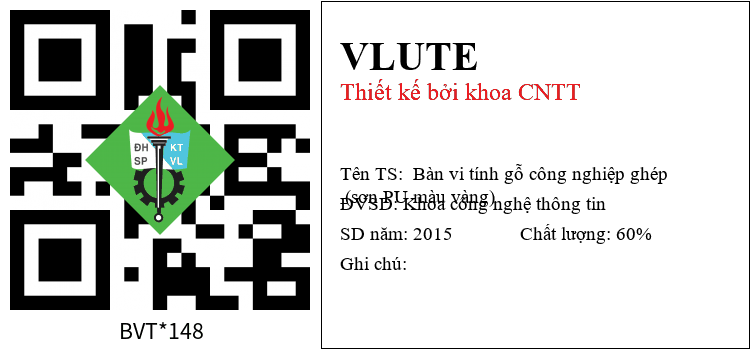 ĐH KT
SP VL
BVT*148
VLUTE
Thiết kế bởi khoa CNTT
Tên TS: Bàn vi tính gỗ công nghiệp ghép
(sơn PU màu vàng)
ĐVSD: Khoa công nghệ thông tin
SD năm: 2015 Chất lượng: 60%
Ghi chú: